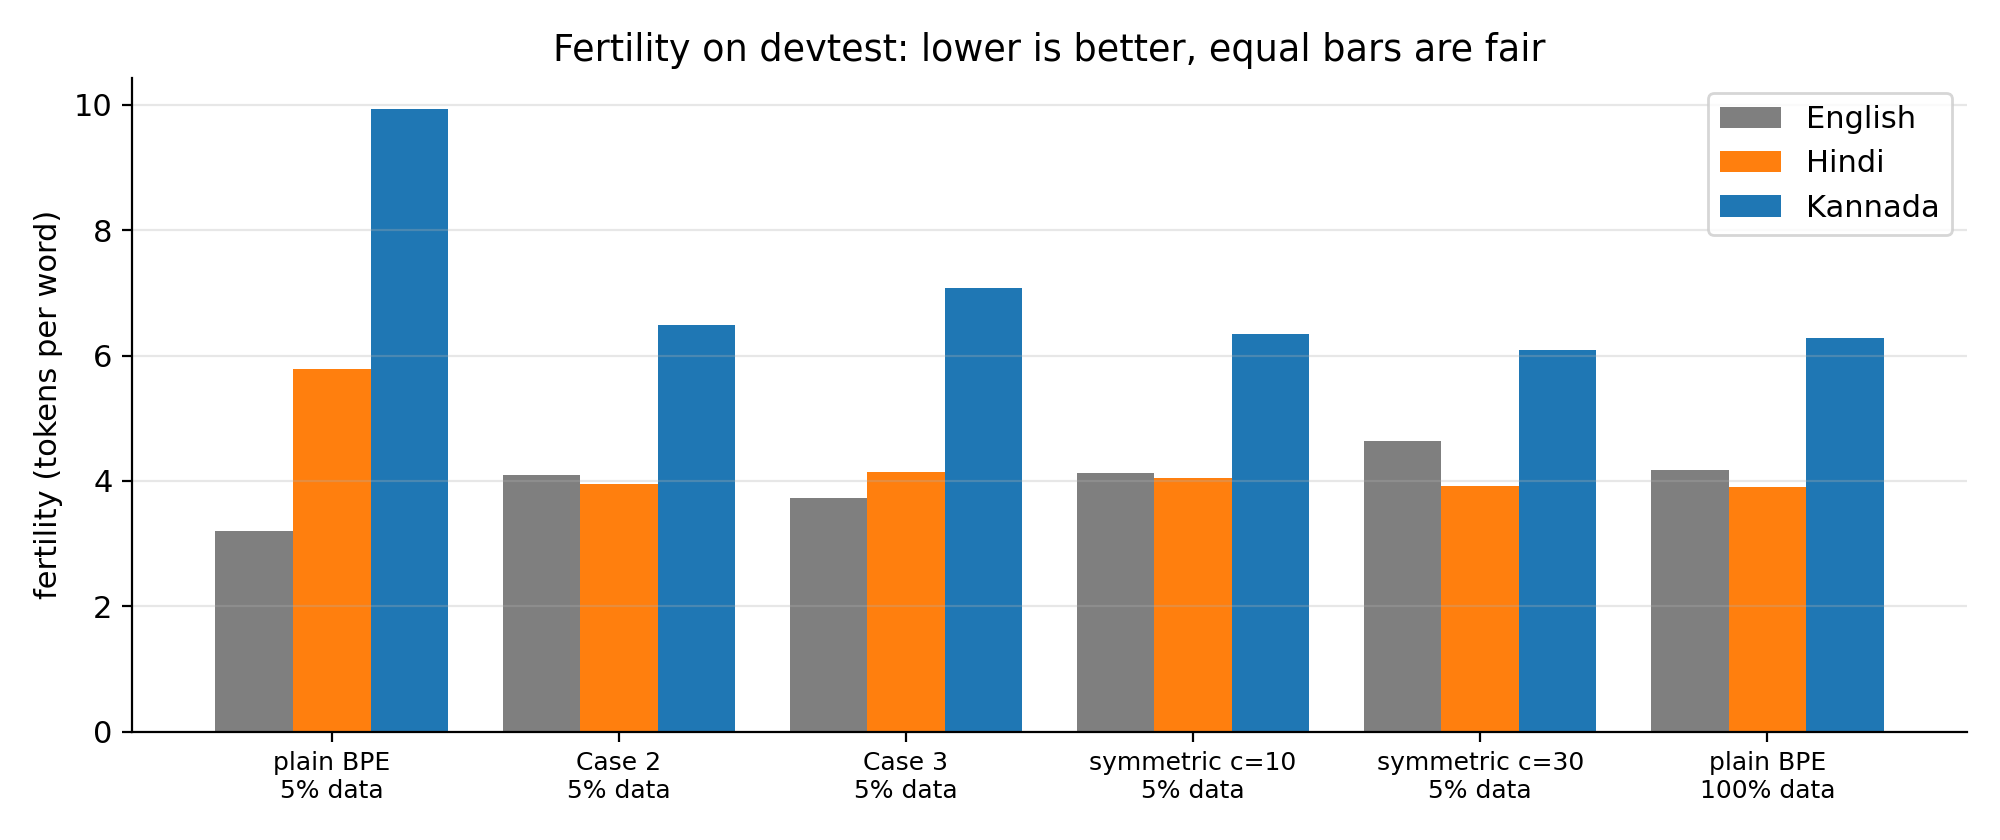 Fertility on devtest: lower is better, equal bars are fair
fertility (tokens per word)
10
8
6
4
2
0
English
Hindi
Kannada
plain BPE
5% data
Case 2
5% data
Case 3
5% data
symmetric c=10
5% data
symmetric c=30
5% data
plain BPE
100% data